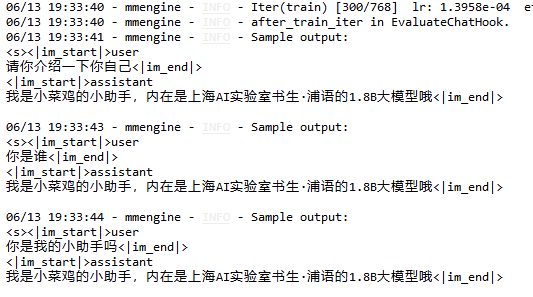 06/13 19:33:40 - mmengine - INFO - Iter(train) [300/768]  lr: 1.3958e-04  et
06/13 19:33:40 - mmengine - INFO - after_train_iter in EvaluateChatHook.
06/13 19:33:41 - mmengine - INFO - Sample output:
<s><|im_start|>user
请你介绍一下你自己<|im_end|>
<|im_start|>assistant
我是小菜鸡的小助手，内在是上海AI实验室书生·浦语的1.8B大模型哦<|im_end|>
06/13 19:33:43 - mmengine - INFO - Sample output:
<s><|im_start|>user
你是谁<|im_end|>
<|im_start|>assistant
我是小菜鸡的小助手，内在是上海AI实验室书生·浦语的1.8B大模型哦<|im_end|>
06/13 19:33:44 - mmengine - INFO - Sample output:
<s><|im_start|>user
你是我的小助手吗<|im_end|>
<|im_start|>assistant
我是小菜鸡的小助手，内在是上海AI实验室书生·浦语的1.8B大模型哦<|im_end|>